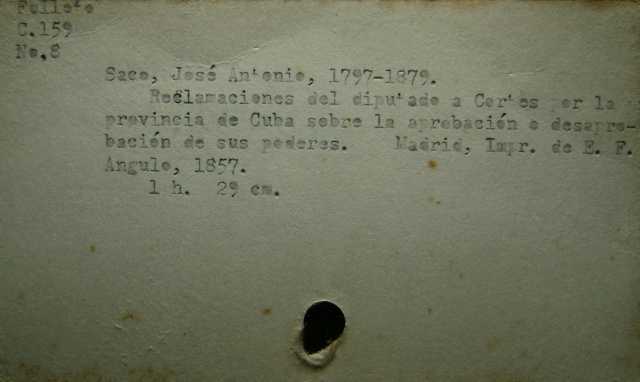 Folleto
C.159
No.8
Saco, José Antonio, 1797-1879.
Reclamaciones del diputado a Cortes por la
provincia de Cuba sobre la aprobación o desapro-
bación de sus poderes. Madrid, Impr. de E. F.
Angulo, 1857.
1 h. 29 cm.